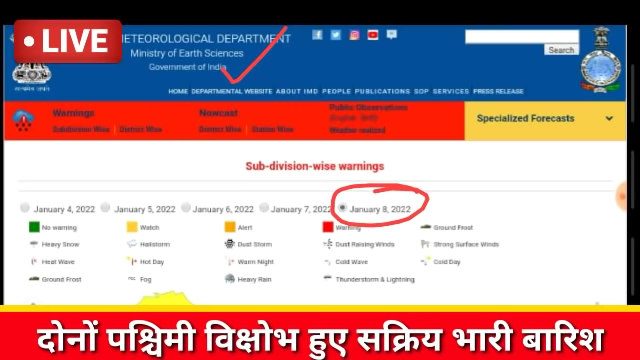 LIVE
METEOROLOGICAL DEPARTMENT
Ministry of Earth Sciences
Government of India
Search
HOME DEPARTMENTAL WEBSITE ABOUT IMD PEOPLE PUBLICATIONS SOP SERVICES PRESS RELEASE
Warnings
Subdivision Wise | District Wise
Nowcast
District Wise | Station Wise
Public Observations
Weather realized
Specialized Forecasts
Sub-division-wise warnings
January 4, 2022 January 5, 2022 January 6, 2022 January 7, 2022 January 8, 2022
No warning Watch Alert Warning Ground Frost
Heavy Snow Hailstorm Dust Storm Dust Raising Winds Strong Surface Winds
Heat Wave Hot Day Warm Night Cold Wave Cold Day
Ground Frost Fog Heavy Rain Thunderstorm & Lightning
दोनों पश्चिमी विक्षोभ हुए सक्रिय भारी बारिश